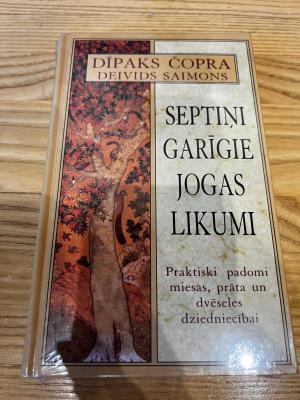 DĪPAKS ČOPRA
DEIVIDS SAIMONS
SEPTIŅI
GARĪGIE
JOGAS
LIKUMI
Praktiski padomi
miesas, prāta un
dvēseles
dziedniecībai